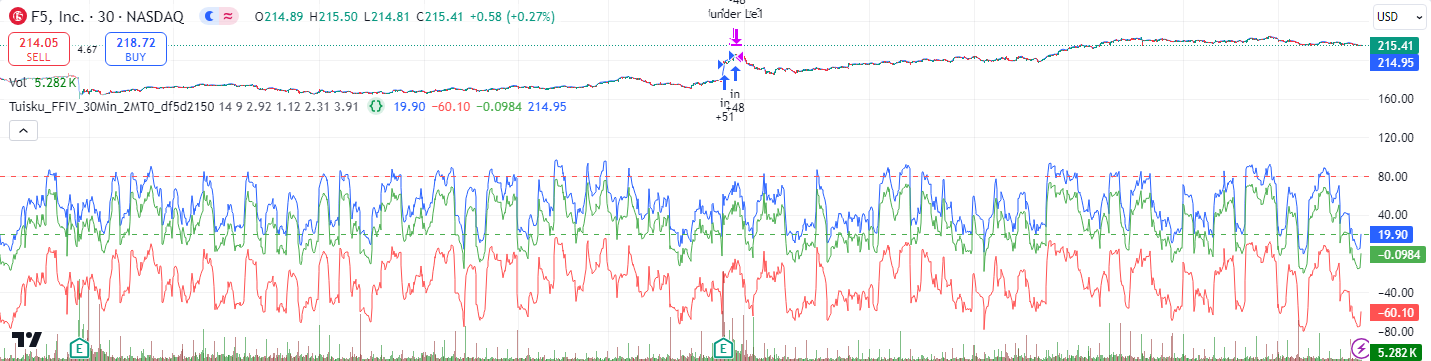 F5, Inc. · 30 · NASDAQ
O214.89 H215.50 L214.81 C215.41 +0.58 (+0.27%)
USD
214.05
SELL
4.67
218.72
BUY
Vol 5.282 K
Tuisku_FFIV_30Min_2MT0_df5d2150 14 9 2.92 1.12 2.31 3.91 19.90 −60.10 −0.0984 214.95
in
+48
+51
215.41
214.95
160.00
120.00
80.00
40.00
19.90
−0.0984
−40.00
−60.10
−80.00
5.282 K
E
E